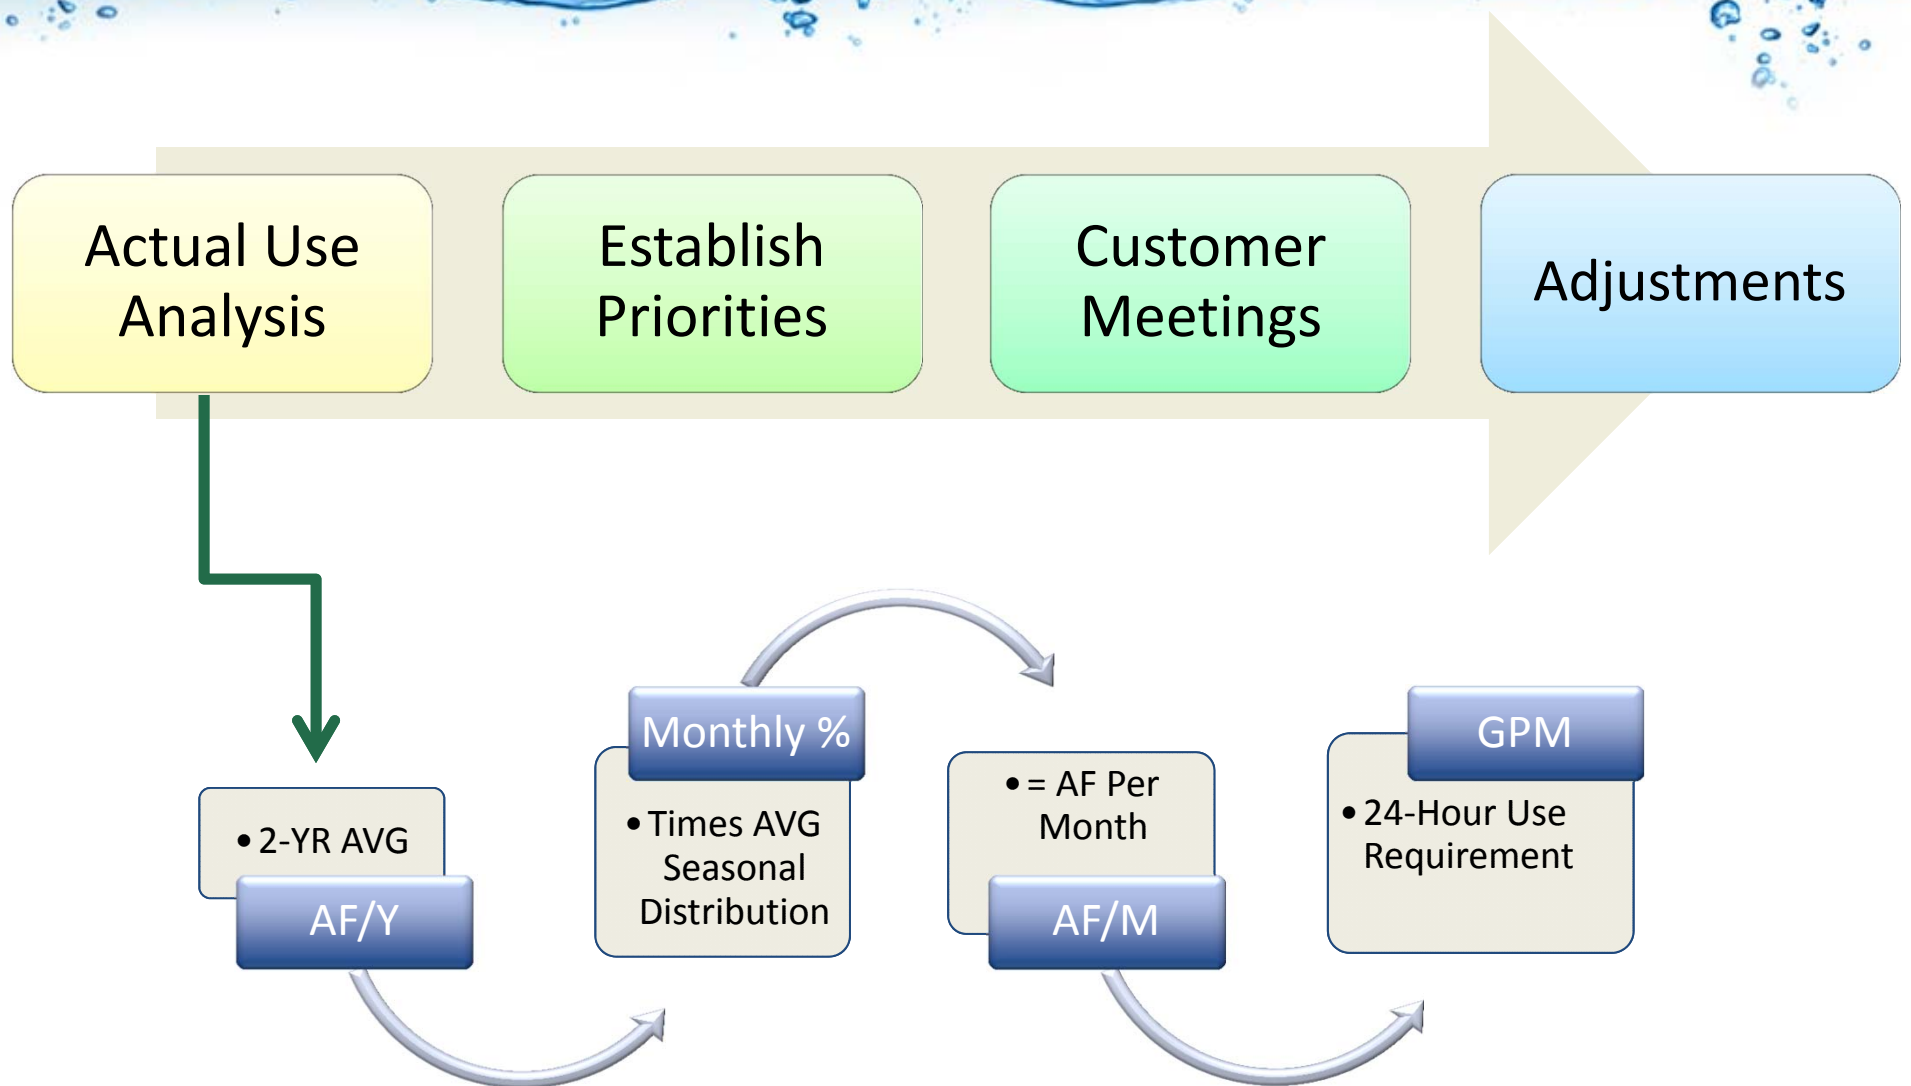 Actual Use
Analysis
Establish
Priorities
Customer
Meetings
Adjustments
• 2-YR AVG
AF/Y
Monthly %
• Times AVG
Seasonal
Distribution
• = AF Per
Month
AF/M
GPM
• 24-Hour Use
Requirement